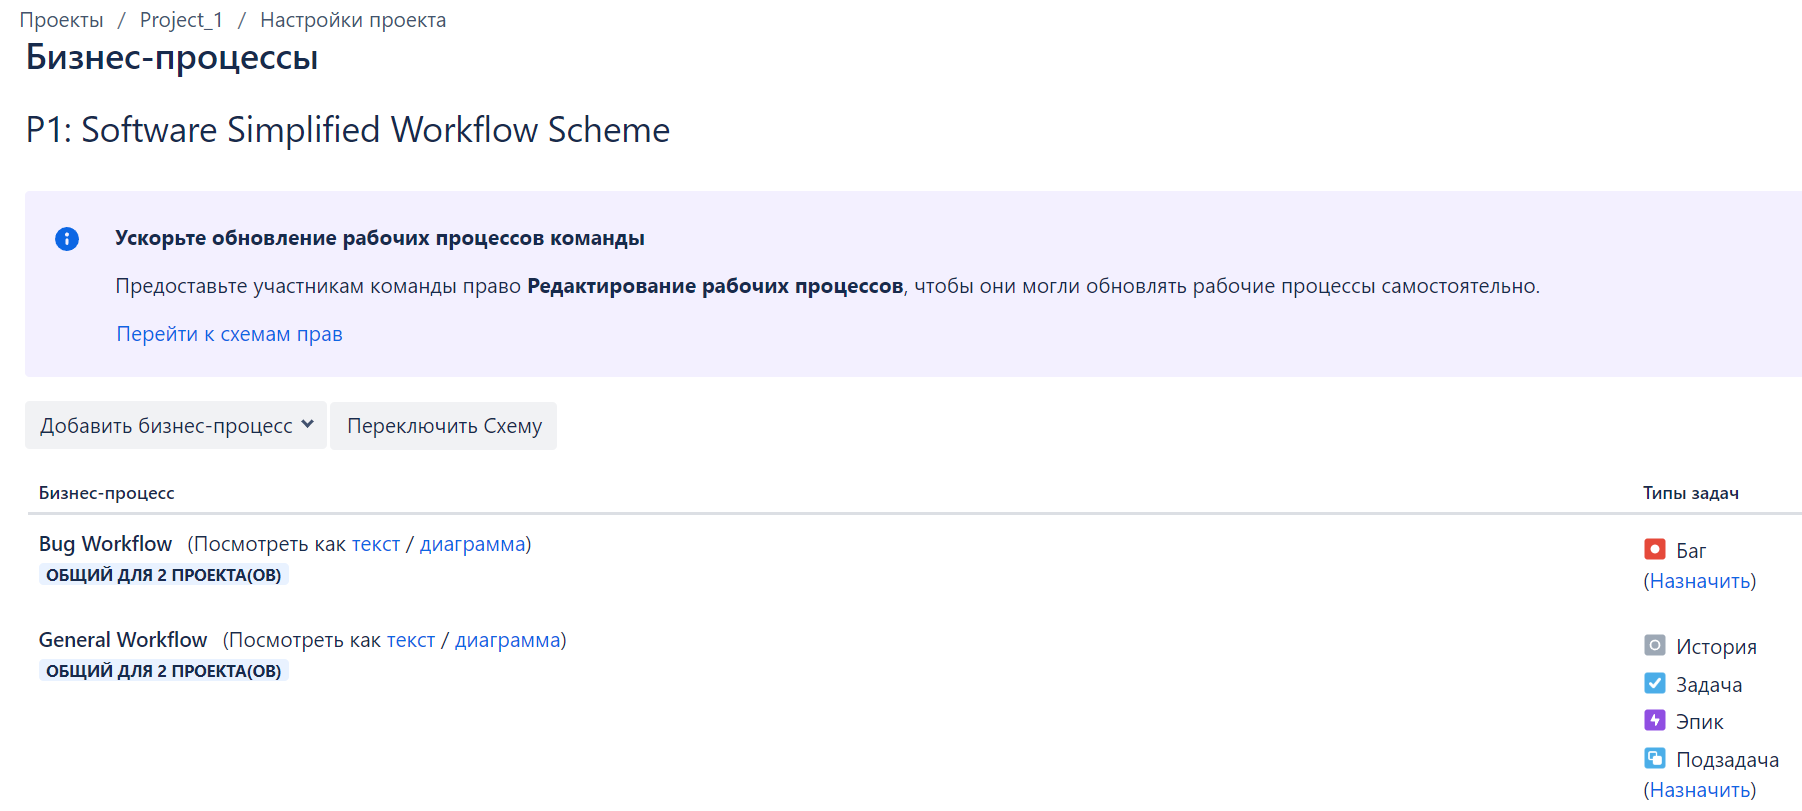 Проекты / Project_1 / Настройки проекта
Бизнес-процессы
P1: Software Simplified Workflow Scheme
Ускорьте обновление рабочих процессов команды
Предоставьте участникам команды право Редактирование рабочих процессов, чтобы они могли обновлять рабочие процессы самостоятельно.
Перейти к схемам прав
Добавить бизнес-процесс Переключить Схему
Бизнес-процесс Типы задач
Bug Workflow (Посмотреть как текст / диаграмма)
ОБЩИЙ ДЛЯ 2 ПРОЕКТА(ОВ)
Баг
(Назначить)
General Workflow (Посмотреть как текст / диаграмма)
ОБЩИЙ ДЛЯ 2 ПРОЕКТА(ОВ)
История
Задача
Эпик
Подзадача
(Назначить)